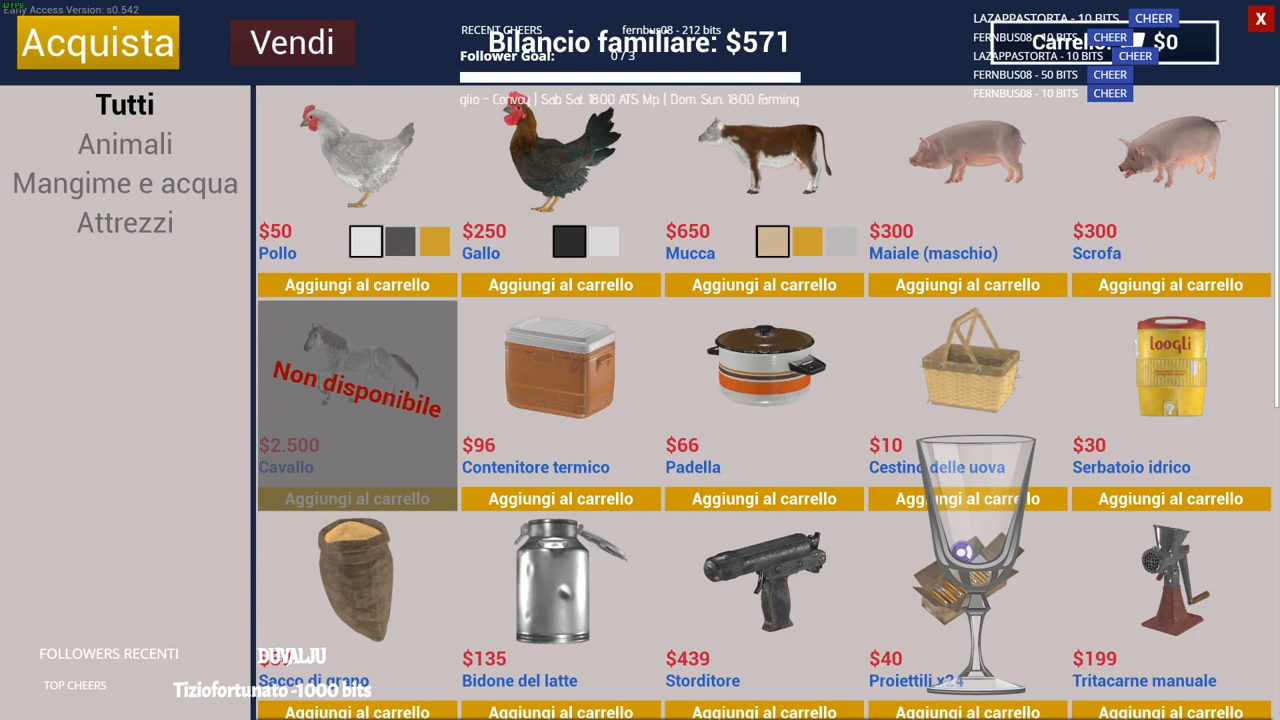 42 FPS
Early Access Version: s0.542
Acquista
Vendi
RECENT CHEERS
fernbus08 - 212 bits
Bilancio familiare: $571
Follower Goal:
0 / 3
LAZAPPASTORTA - 10 BITS CHEER
FERNBUS08 - 10 BITS CHEER
LAZAPPASTORTA - 10 BITS CHEER
FERNBUS08 - 50 BITS CHEER
FERNBUS08 - 10 BITS CHEER
Carrello: $0
X
glio - Convoy | Sab Sat. 18:00 ATS Mp | Dom. Sun. 18:00 Farming
Tutti
Animali
Mangime e acqua
Attrezzi
$50
Pollo
Aggiungi al carrello
$250
Gallo
Aggiungi al carrello
$650
Mucca
Aggiungi al carrello
$300
Maiale (maschio)
Aggiungi al carrello
$300
Scrofa
Aggiungi al carrello
Non disponibile
$2.500
Cavallo
Aggiungi al carrello
$96
Contenitore termico
Aggiungi al carrello
$66
Padella
Aggiungi al carrello
$10
Cestino delle uova
Aggiungi al carrello
looqli
$30
Serbatoio idrico
Aggiungi al carrello
Sacco di grano
Aggiungi al carrello
$135
Bidone del latte
Aggiungi al carrello
$439
Storditore
Aggiungi al carrello
$40
Proiettili x24
Aggiungi al carrello
$199
Tritacarne manuale
Aggiungi al carrello
FOLLOWERS RECENTI
DUVALJU
TOP CHEERS
Tiziofortunato -1000 bits